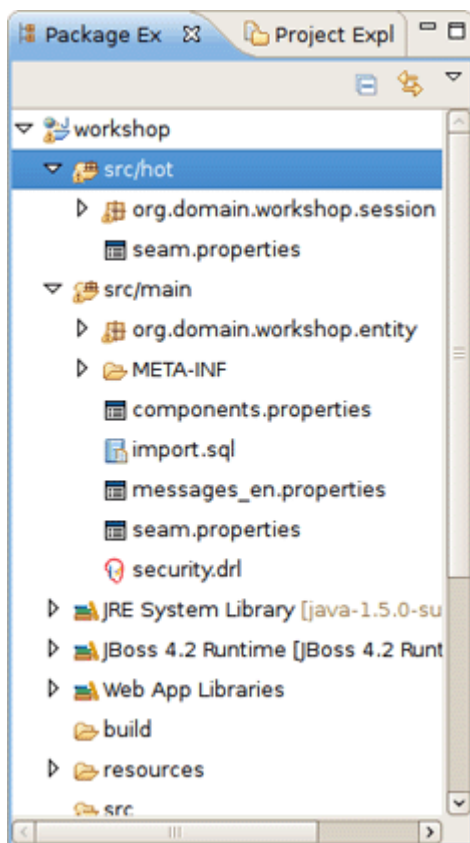 Package Ex Project Expl
workshop
src/hot
org.domain.workshop.session
seam.properties
src/main
org.domain.workshop.entity
META-INF
components.properties
import.sql
messages_en.properties
seam.properties
security.drl
JRE System Library [java-1.5.0-su
JBoss 4.2 Runtime [JBoss 4.2 Runt
Web App Libraries
build
resources
src